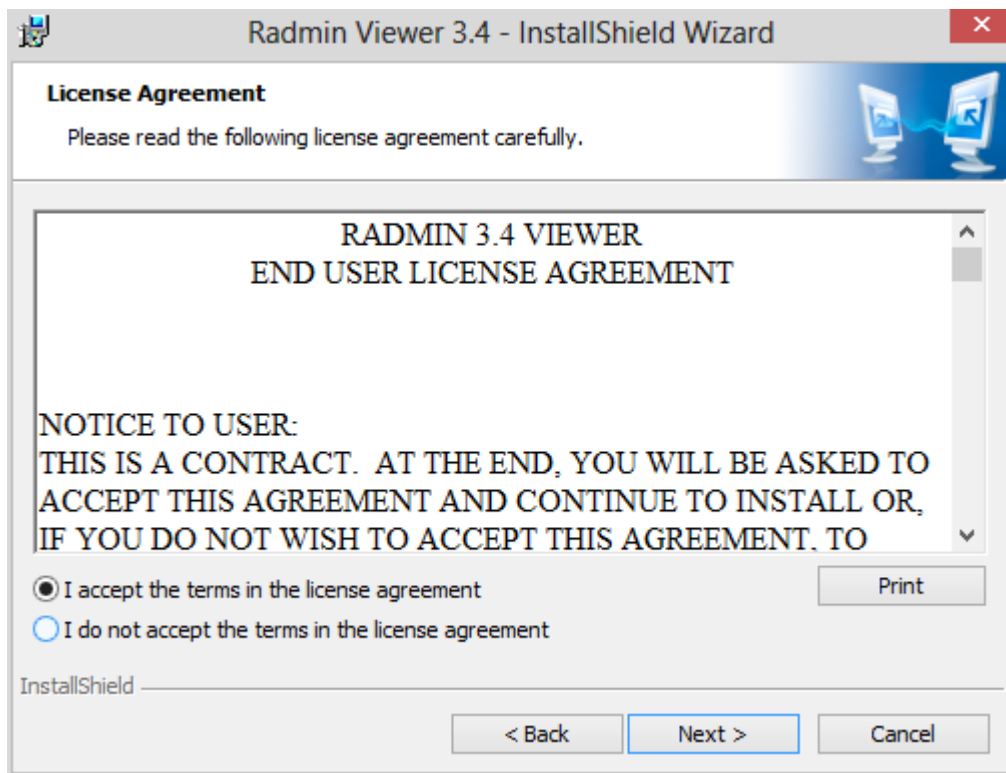 Radmin Viewer 3.4 - InstallShield Wizard
License Agreement
Please read the following license agreement carefully.
RADMIN 3.4 VIEWER
END USER LICENSE AGREEMENT
NOTICE TO USER:
THIS IS A CONTRACT. AT THE END, YOU WILL BE ASKED TO
ACCEPT THIS AGREEMENT AND CONTINUE TO INSTALL OR,
IF YOU DO NOT WISH TO ACCEPT THIS AGREEMENT, TO
I accept the terms in the license agreement
Print
I do not accept the terms in the license agreement
InstallShield
< Back Next > Cancel